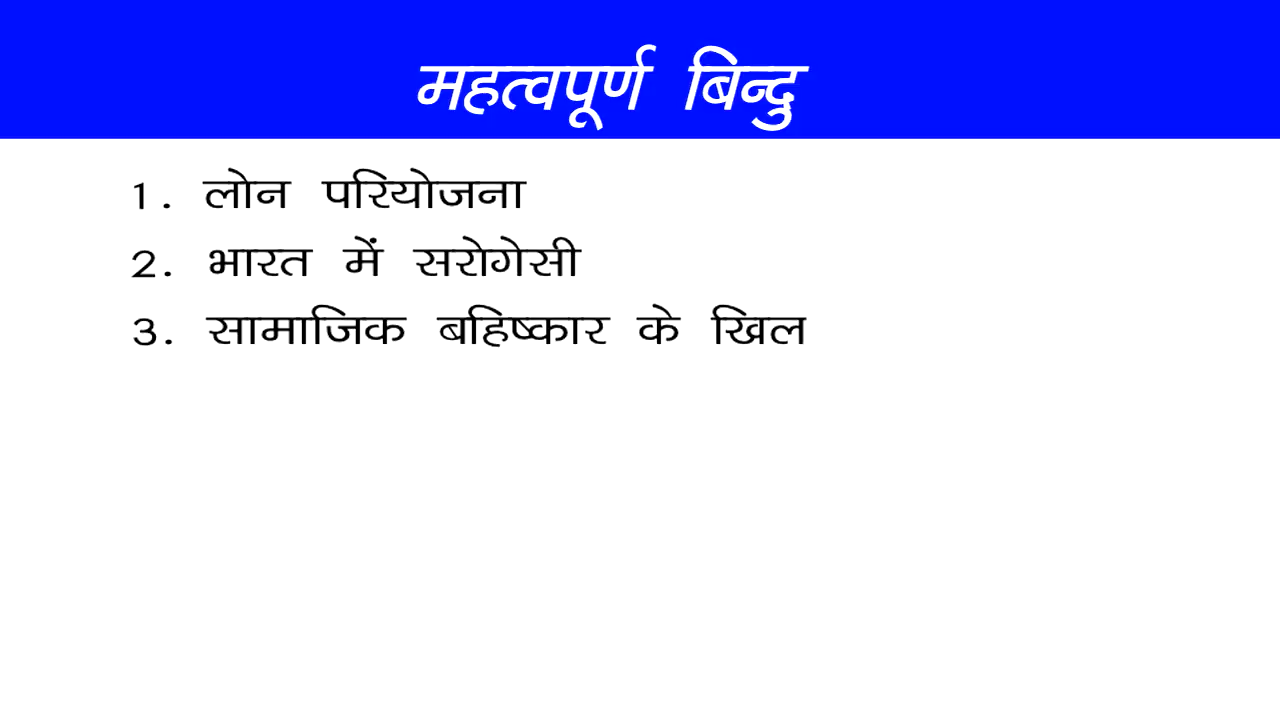 महत्वपूर्ण बिन्दु
1. लोन परियोजना
2. भारत में सरोगेसी
3. सामाजिक बहिष्कार के खिल